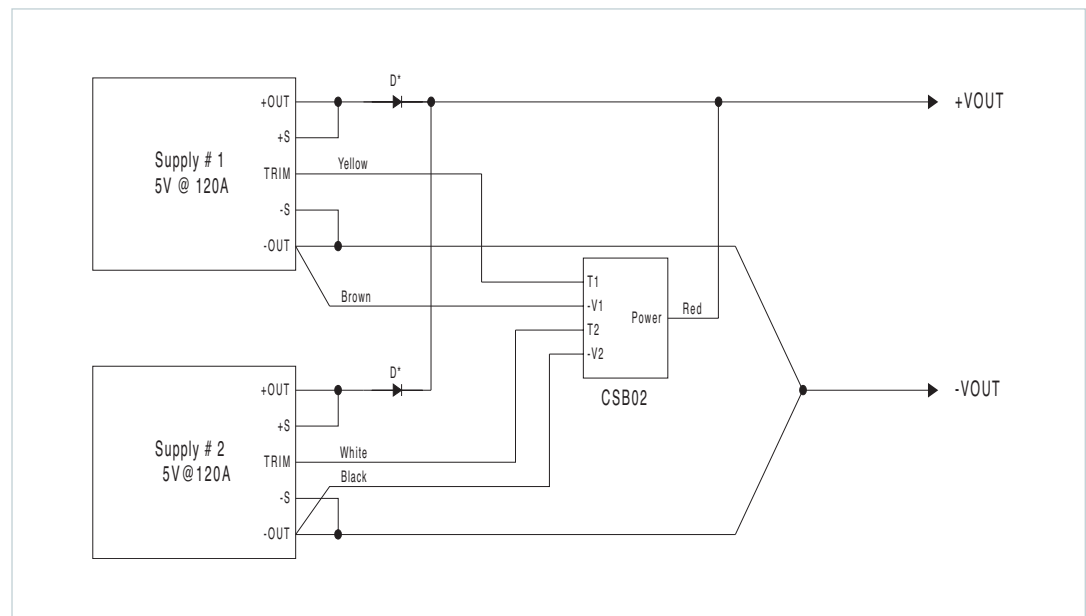 D*
+OUT
+VOUT
+S
Supply # 1
5V @ 120A
TRIM
Yellow
-S
-OUT
T1
Brown
-V1
Power
Red
T2
-V2
CSB02
D*
+OUT
-VOUT
+S
Supply # 2
5V@120A
TRIM
White
Black
-S
-OUT